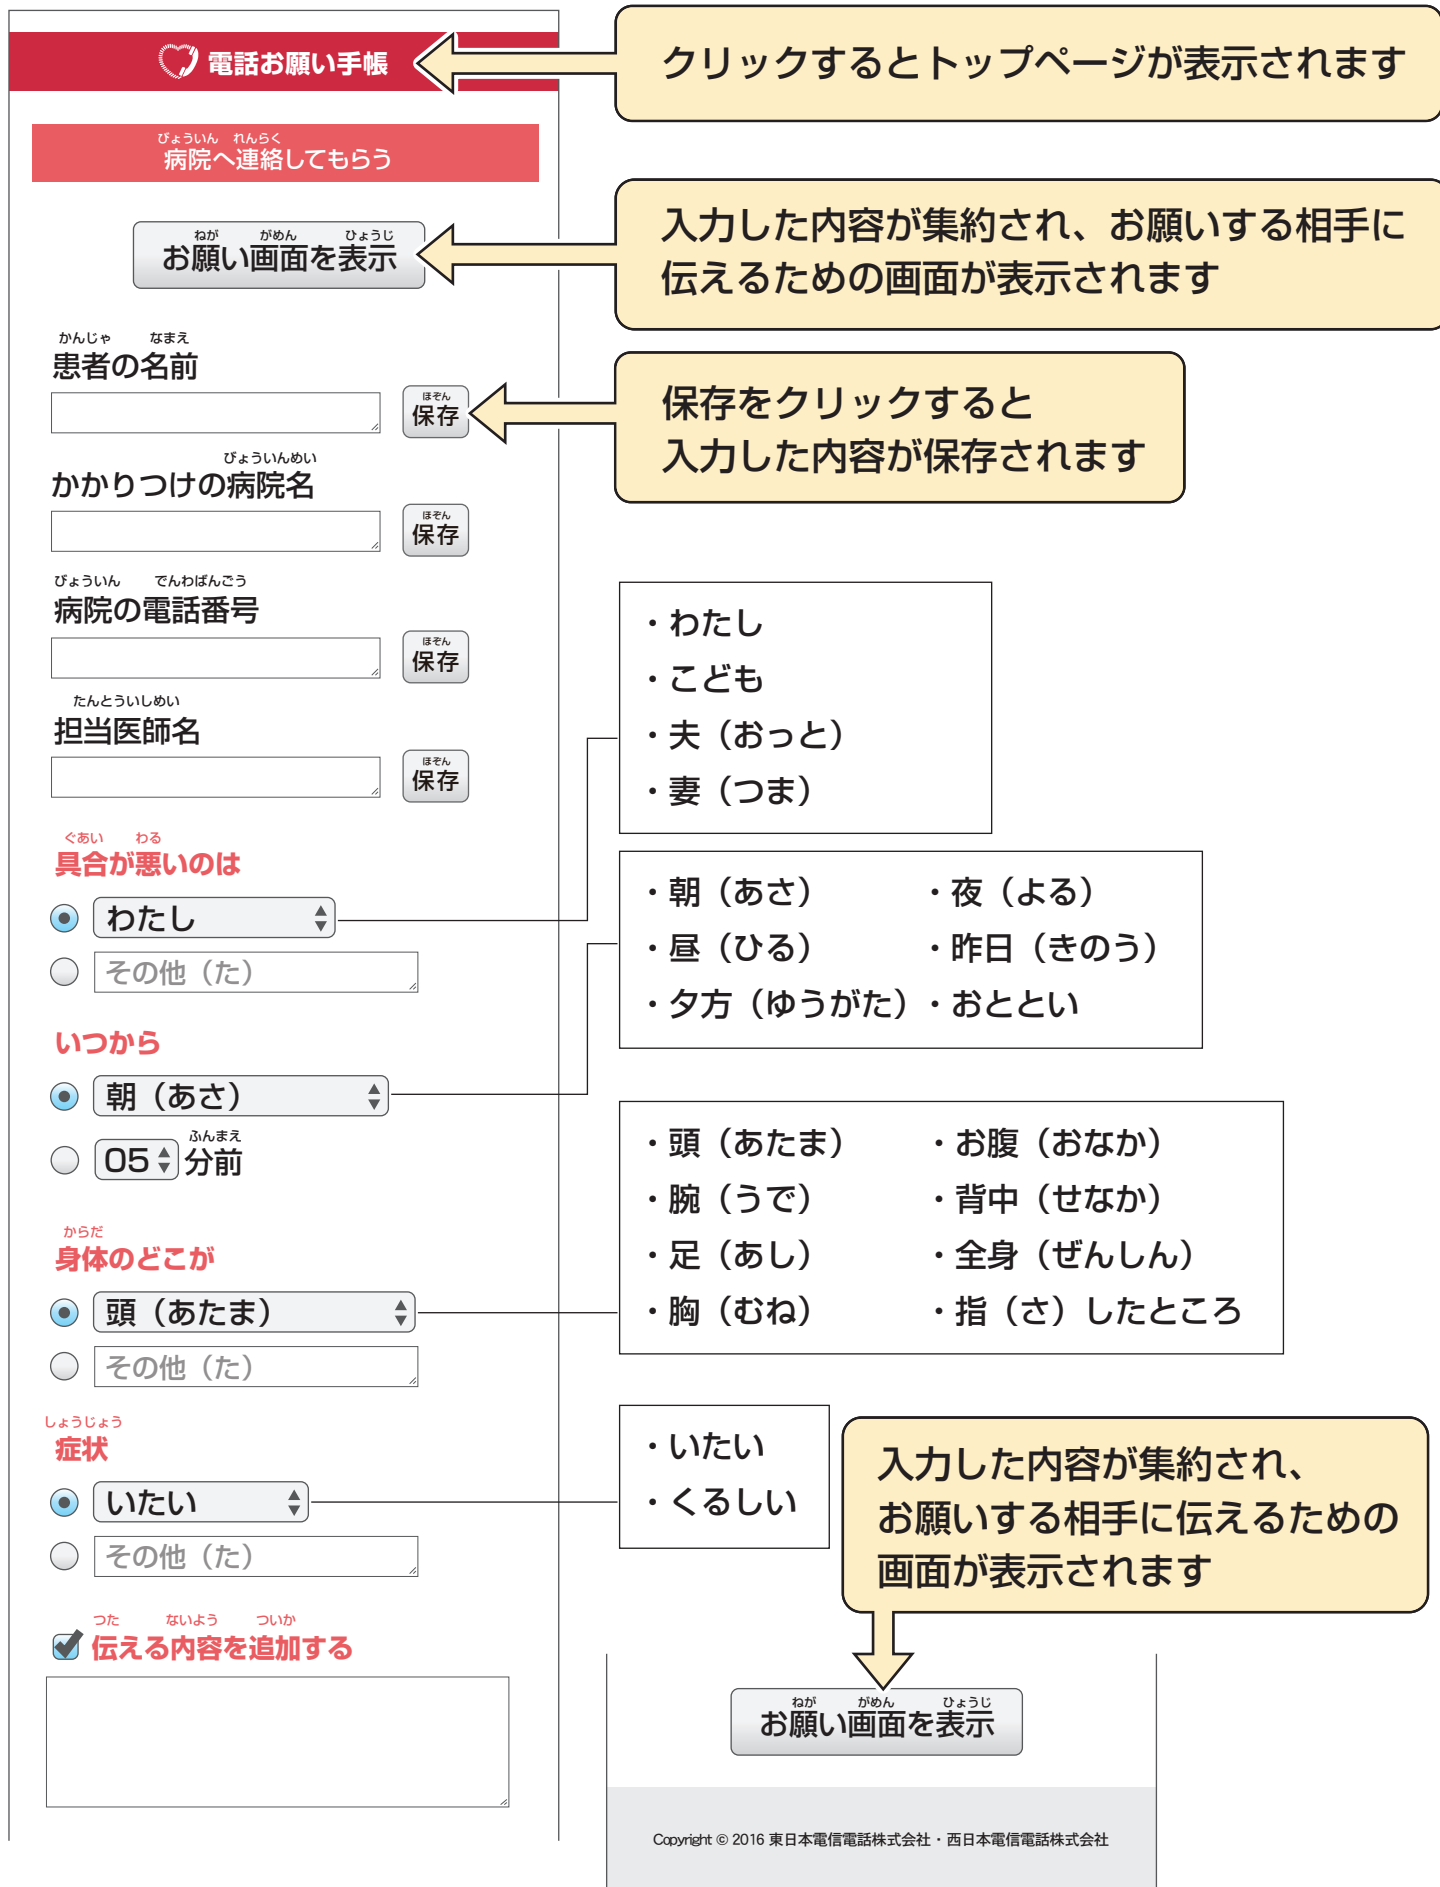 電話お願い手帳
クリックするとトップページが表示されます
びょういん れんらく
病院へ連絡してもらう
ねが がめん ひょうじ
お願い画面を表示
入力した内容が集約され、お願いする相手に
伝えるための画面が表示されます
かんじゃ なまえ
患者の名前
ほぞん
保存
保存をクリックすると
入力した内容が保存されます
びょういんめい
かかりつけの病院名
ほぞん
保存
びょういん でんわばんごう
病院の電話番号
ほぞん
保存
たんとういしめい
担当医師名
ほぞん
保存
ぐあい わる
具合が悪いのは
わたし
その他（た）
・わたし
・こども
・夫（おっと）
・妻（つま）
いつから
朝（あさ）
ふんまえ
05 分前
・朝（あさ） ・夜（よる）
・昼（ひる） ・昨日（きのう）
・夕方（ゆうがた） ・おととい
からだ
身体のどこが
頭（あたま）
その他（た）
・頭（あたま） ・お腹（おなか）
・腕（うで） ・背中（せなか）
・足（あし） ・全身（ぜんしん）
・胸（むね） ・指（さ）したところ
しょうじょう
症状
いたい
その他（た）
・いたい
・くるしい
つた ないよう ついか
伝える内容を追加する
入力した内容が集約され、
お願いする相手に伝えるための
画面が表示されます
ねが がめん ひょうじ
お願い画面を表示
Copyright © 2016 東日本電信電話株式会社・西日本電信電話株式会社